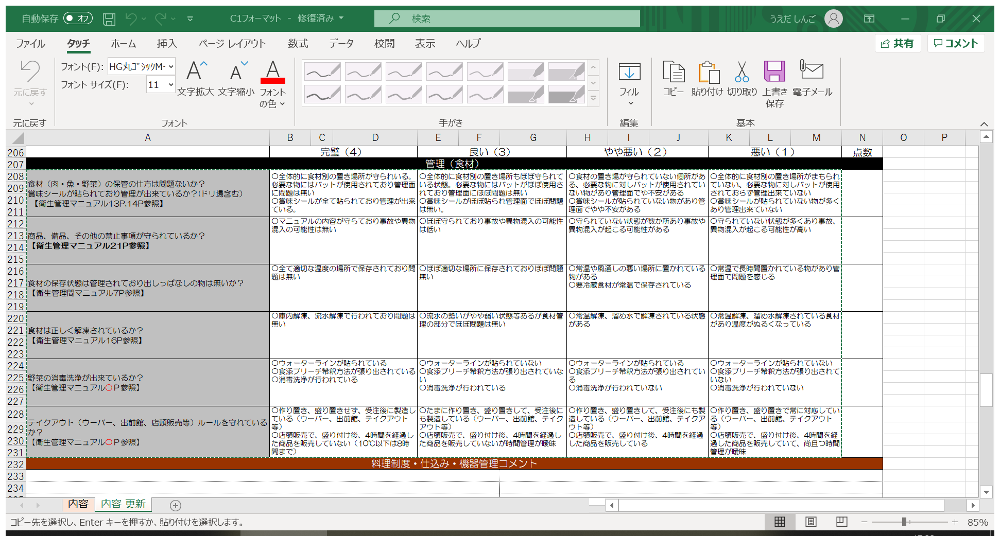 自動保存 オフ C1フォーマット - 修復済み 検索 うえだ しんご
ファイル タッチ ホーム 挿入 ページ レイアウト 数式 データ 校閲 表示 ヘルプ 共有 コメント
元に戻す
フォント(F): HG丸ｺﾞｼｯｸM-
フォント サイズ(F): 11
文字拡大 文字縮小 フォント
の色
フィル
コピー 貼り付け 切り取り 上書き
保存
電子メール
元に戻す フォント 手がき 編集 基本
A B C D E F G H I J K L M N O P
206 完璧（4） 良い（3） やや悪い（2） 悪い（1） 点数
207 管理（食材）
208
209
210
211
食材（肉・魚・野菜）の保管の仕方は問題ないか？
賞味シールが貼られており管理が出来ているか？(ドリ場含む）
【衛生管理マニュアル13P,14P参照】
〇全体的に食材別の置き場所が守られいる。
必要な物にはバットが使用されており管理面
に問題は無い
〇賞味シールが全て貼られており管理が出来
ている。
〇全体的に食材別の置き場所もほぼ守られて
いる状態。必要な物にはバットがほぼ使用さ
れており管理面にほぼ問題は無い
〇賞味シールがほぼ貼られ管理面でほぼ問題
は無い。
〇食材の置き場が守られていない個所があ
る、必要な物に対しバットが使用されてい
ない物があり管理面でや不安がある
〇賞味シールが貼られていない物があり管
理面でやや不安がある
〇全体的に食材別の置き場所がまもられ
ていない、必要な物に対しバットが使用
されておらず管理出来ていない
〇賞味シールが貼られていない物が多く
あり管理出来ていない
212
213
214
215
商品、備品、その他の禁止事項が守られているか？
【衛生管理マニュアル21P参照】
〇マニュアルの内容が守らており事故や異物
混入の可能性は無い
〇ほぼ守られており事故や異物混入の可能性
は低い
〇守られていない状態が数か所あり事故や
異物混入が起こる可能性がある
〇守られていない状態が多くあり事故、
異物混入が起こる可能性が高い
216
217
218
219
食材の保存状態は管理されており出しっぱなしの物は無いか？
【衛生管理間マニュアル7P参照】
〇全て適切な温度の場所で保存されており問
題は無い
〇ほぼ適切な場所に保存されておりほぼ問題
無い
〇常温や風通しの悪い場所に置かれている
物がある
〇要冷蔵食材が常温で保存されている
〇常温で長時間置かれている物があり管
理面で問題を感じる
220
221
222
223
食材は正しく解凍されているか？
【衛生管理マニュアル16P参照】
〇庫内解凍、流水解凍で行われており問題は
無い
〇流水の勢いがやや弱い状態等あるが食材管
理の部分でほぼ問題は無い
〇常温解凍、溜め水で解凍されている状態
がある
〇常温解凍、溜め水解凍されている食材
があり温度がぬるくなっている
224
225
226
227
野菜の消毒洗浄が出来ているか？
【衛生管理マニュアル〇Ｐ参照】
〇ウォーターラインが貼られている
〇食添ブリーチ希釈方法が張り出されている
〇消毒洗浄が行われている
〇ウォーターラインが貼られていない
〇食添ブリーチ希釈方法が張り出されていな
い
〇消毒洗浄が行われている
〇ウォーターラインが貼られている
〇食添ブリーチ希釈方法が張り出されてい
る
〇消毒洗浄が行われていない
〇ウォーターラインが貼られていない
〇食添ブリーチ希釈方法が張り出されて
いない
〇消毒洗浄が行われていない
228
229
230
231
テイクアウト（ウーバー、出前館、店頭販売等）ルールを守れている
か？
【衛生管理マニュアル〇Ｐ参照】
〇作り置き、盛り置きせず、受注後に製造し
ている（ウーバー、出前館、テイクアウト
等）
〇店頭販売で、盛り付け後、4時間を経過し
た商品を販売していない（10℃以下は8時
間まで）
〇たまに作り置き、盛り置きして、受注後に
も製造している（ウーバー、出前館、テイク
アウト等）
〇店頭販売で、盛り付け後、4時間を経過し
た商品を販売していないが時間管理が曖昧
〇作り置き、盛り置きして、受注後にも製
造している（ウーバー、出前館、テイクア
ウト等）
〇店頭販売で、盛り付け後、4時間を経過
した商品を販売している
〇作り置き、盛り置きで常に対応してい
る（ウーバー、出前館、テイクアウト
等）
〇店頭販売で、盛り付け後、4時間を経
過した商品を販売していて、尚且つ時間
管理が曖昧
232 料理制度・仕込み・機器管理コメント
233
234
内容 内容 更新
コピー先を選択し、Enter キーを押すか、貼り付けを選択します。 85%